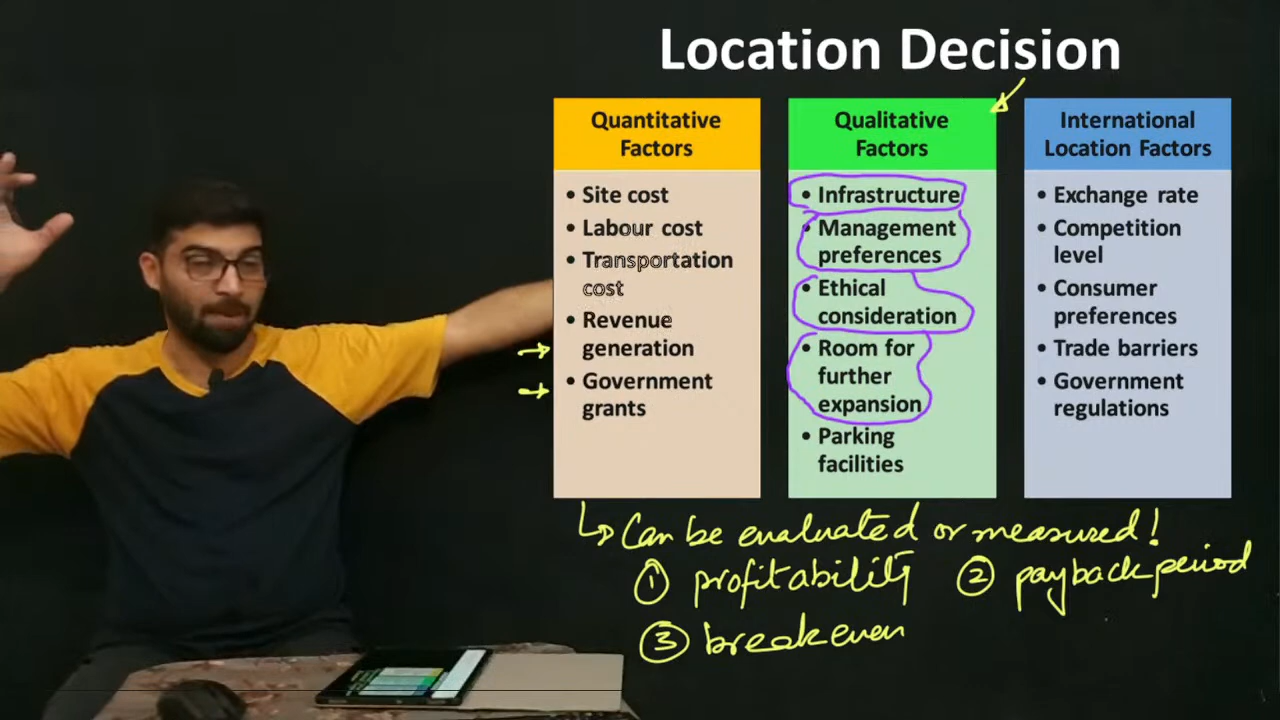 Location Decision
Quantitative
Factors
• Site cost
• Labour cost
• Transportation
cost
• Revenue
generation
• Government
grants
Qualitative
Factors
• Infrastructure
• Management
preferences
• Ethical
consideration
• Room for
further
expansion
• Parking
facilities
International
Location Factors
• Exchange rate
• Competition
level
• Consumer
preferences
• Trade barriers
• Government
regulations
↳ Can be evaluated or measured!
① profitability ② payback period
③ breakeven